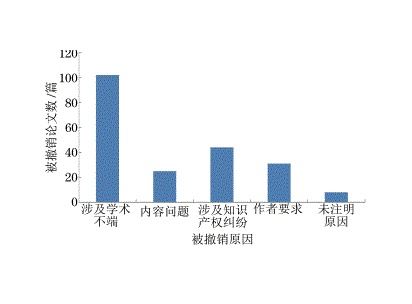 被撤销论文数/篇
120
100
80
60
40
20
0
涉及学术
不端
内容问题
涉及知识
产权纠纷
作者要求
未注明
原因
被撤销原因